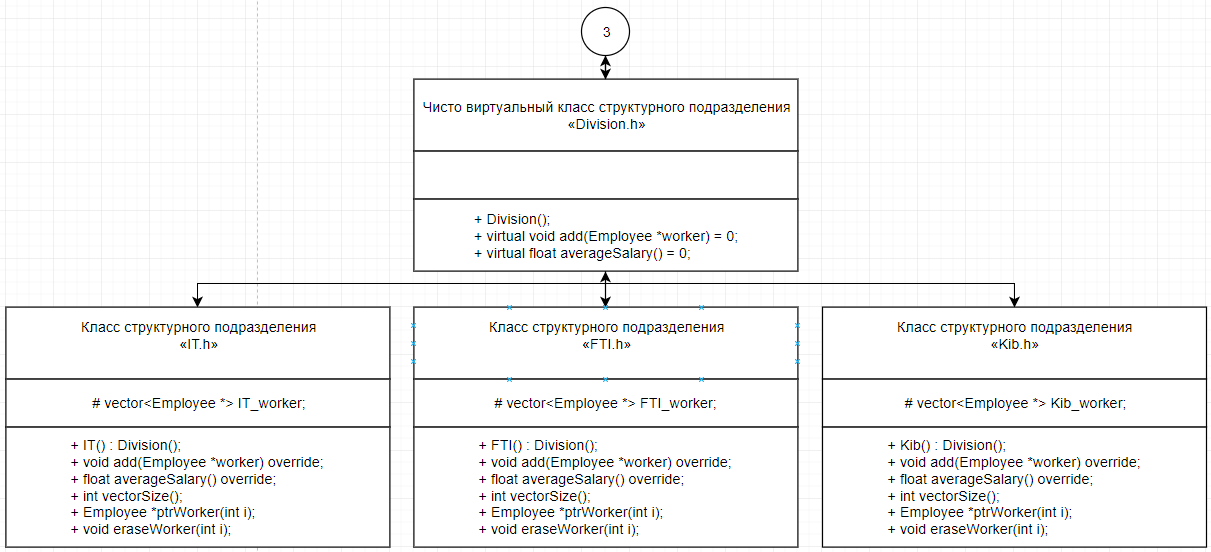 3
Чисто виртуальный класс структурного подразделения
«Division.h»
+ Division();
+ virtual void add(Employee *worker) = 0;
+ virtual float averageSalary() = 0;
Класс структурного подразделения
«IT.h»
# vector<Employee *> IT_worker;
+ IT() : Division();
+ void add(Employee *worker) override;
+ float averageSalary() override;
+ int vectorSize();
+ Employee *ptrWorker(int i);
+ void eraseWorker(int i);
Класс структурного подразделения
«FTI.h»
# vector<Employee *> FTI_worker;
+ FTI() : Division();
+ void add(Employee *worker) override;
+ float averageSalary() override;
+ int vectorSize();
+ Employee *ptrWorker(int i);
+ void eraseWorker(int i);
Класс структурного подразделения
«Kib.h»
# vector<Employee *> Kib_worker;
+ Kib() : Division();
+ void add(Employee *worker) override;
+ float averageSalary() override;
+ int vectorSize();
+ Employee *ptrWorker(int i);
+ void eraseWorker(int i);